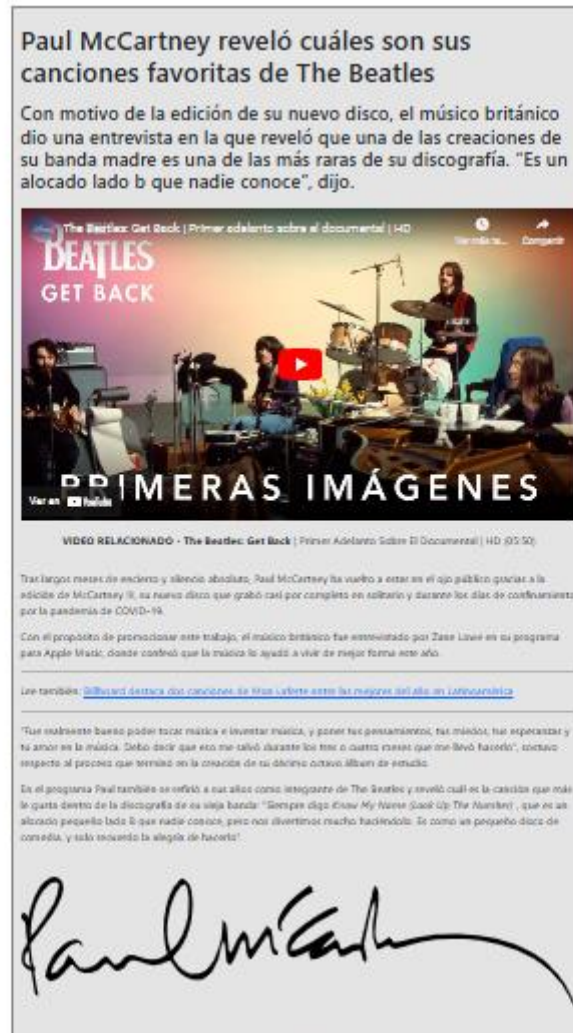 Paul McCartney reveló cuáles son sus
canciones favoritas de The Beatles
Con motivo de la edición de su nuevo disco, el músico británico
dio una entrevista en la que reveló que una de las creaciones de
su banda madre es una de las más raras de su discografía. "Es un
alocado lado b que nadie conoce", dijo.
The Beatles: Get Back | Primer adelanto sobre el documental | HD
Ver más ta... Compartir
BEATLES
GET BACK
PRIMERAS IMÁGENES
Ver en YouTube
VIDEO RELACIONADO - The Beatles: Get Back | Primer Adelanto Sobre El Documental | HD (05:50)
Tras largos meses de encierro y silencio absoluto, Paul McCartney ha vuelto a estar en el ojo público gracias a la
edición de McCartney III, su nuevo disco que grabó casi por completo en solitario y durante los días de confinamiento
por la pandemia de COVID-19.
Con el propósito de promocionar este trabajo, el músico británico fue entrevistado por Zane Lowe en su programa
para Apple Music, donde confesó que la música lo ayudó a vivir de mejor forma este año.
Lee también: Billboard destaca dos canciones de Mon Laferte entre las mejores del año en Latinoamérica
"Fue realmente bueno poder tocar música e inventar música, y poner tus pensamientos, tus miedos, tus esperanzas y
tu amor en la música. Debo decir que eso me salvó durante los tres o cuatro meses que me llevó hacerlo", sostuvo
respecto al proceso que terminó en la creación de su décimo octavo álbum de estudio.
En el programa Paul también se refirió a sus años como integrante de The Beatles y reveló cuál es la canción que más
le gusta dentro de la discografía de su vieja banda: "Siempre digo Know My Name (Look Up The Number) , que es un
alocado pequeño lado B que nadie conoce, pero nos divertimos mucho haciéndolo. Es como un pequeño disco de
comedia, y solo recuerdo la alegría de hacerlo".
Paul McCartney